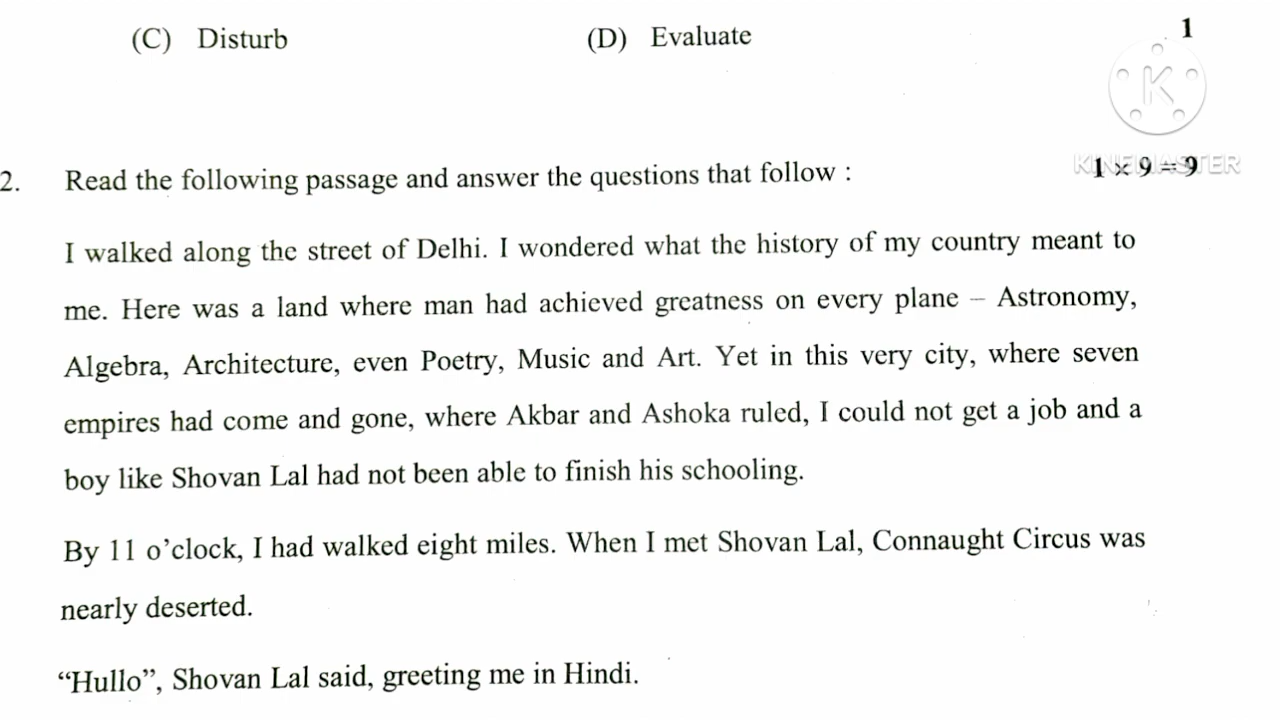 (C) Disturb (D) Evaluate 1
K
KINEMASTER
2. Read the following passage and answer the questions that follow : 1 × 9 = 9
I walked along the street of Delhi. I wondered what the history of my country meant to
me. Here was a land where man had achieved greatness on every plane – Astronomy,
Algebra, Architecture, even Poetry, Music and Art. Yet in this very city, where seven
empires had come and gone, where Akbar and Ashoka ruled, I could not get a job and a
boy like Shovan Lal had not been able to finish his schooling.
By 11 o’clock, I had walked eight miles. When I met Shovan Lal, Connaught Circus was
nearly deserted.
“Hullo”, Shovan Lal said, greeting me in Hindi.